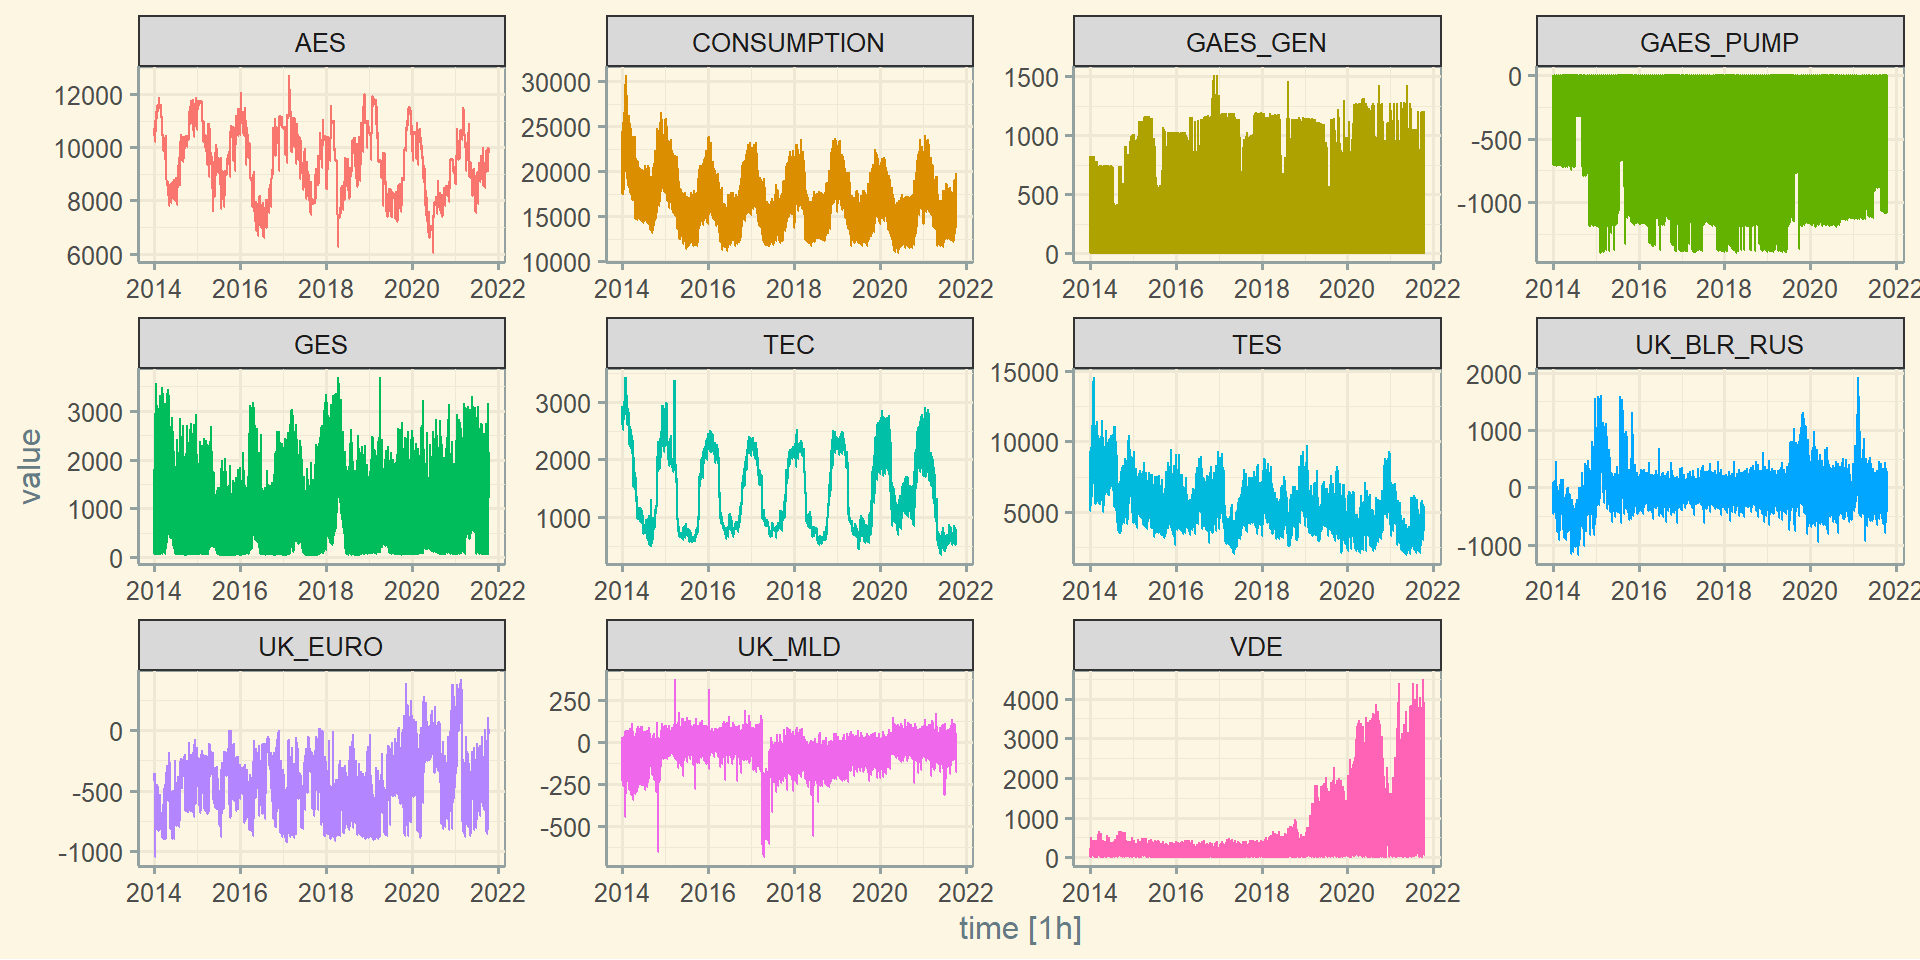 AES CONSUMPTION GAES_GEN GAES_PUMP
12000 30000 1500 0
10000 25000 1000 -500
8000 20000 500 -1000
6000 15000 0
10000
2014 2016 2018 2020 2022 2014 2016 2018 2020 2022 2014 2016 2018 2020 2022 2014 2016 2018 2020 2022
GES TEC TES UK_BLR_RUS
3000 3000 15000 2000
2000 2000 10000 1000
1000 1000 5000 0
0 -1000
2014 2016 2018 2020 2022 2014 2016 2018 2020 2022 2014 2016 2018 2020 2022 2014 2016 2018 2020 2022
UK_EURO UK_MLD VDE
0 250 4000
-500 0 3000
-1000 -250 2000
-500 1000
0
2014 2016 2018 2020 2022 2014 2016 2018 2020 2022 2014 2016 2018 2020 2022
value
time [1h]